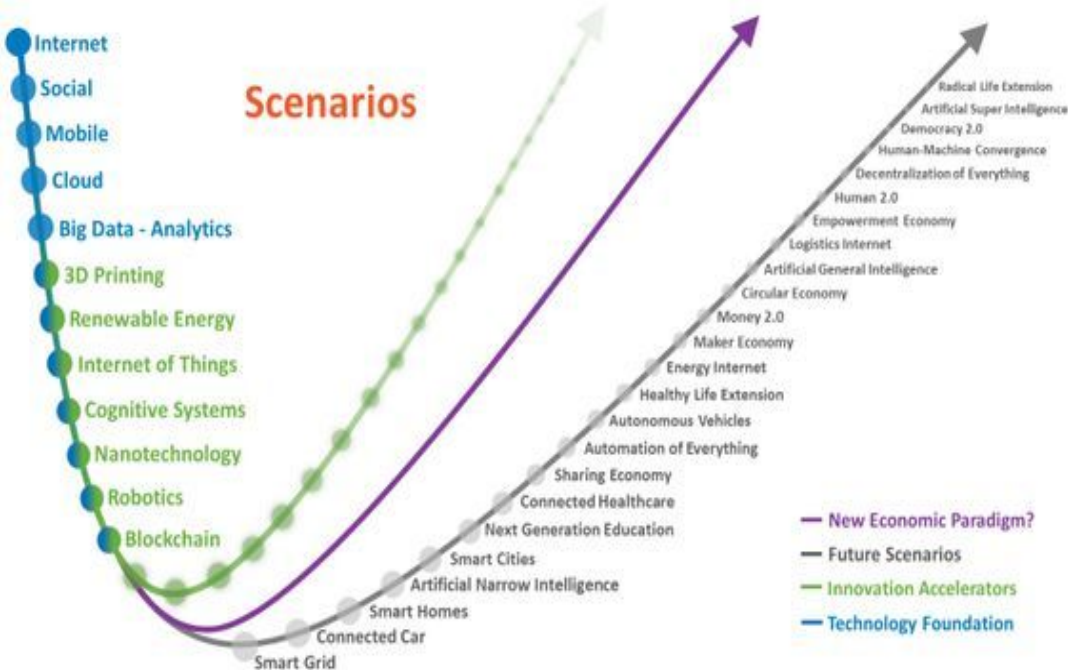 Scenarios
Internet
Social
Mobile
Cloud
Big Data - Analytics
3D Printing
Renewable Energy
Internet of Things
Cognitive Systems
Nanotechnology
Robotics
Blockchain
Radical Life Extension
Artificial Super Intelligence
Democracy 2.0
Human-Machine Convergence
Decentralization of Everything
Human 2.0
Empowerment Economy
Logistics Internet
Artificial General Intelligence
Circular Economy
Money 2.0
Maker Economy
Energy Internet
Healthy Life Extension
Autonomous Vehicles
Automation of Everything
Sharing Economy
Connected Healthcare
Next Generation Education
Smart Cities
Artificial Narrow Intelligence
Smart Homes
Connected Car
Smart Grid
New Economic Paradigm?
Future Scenarios
Innovation Accelerators
Technology Foundation